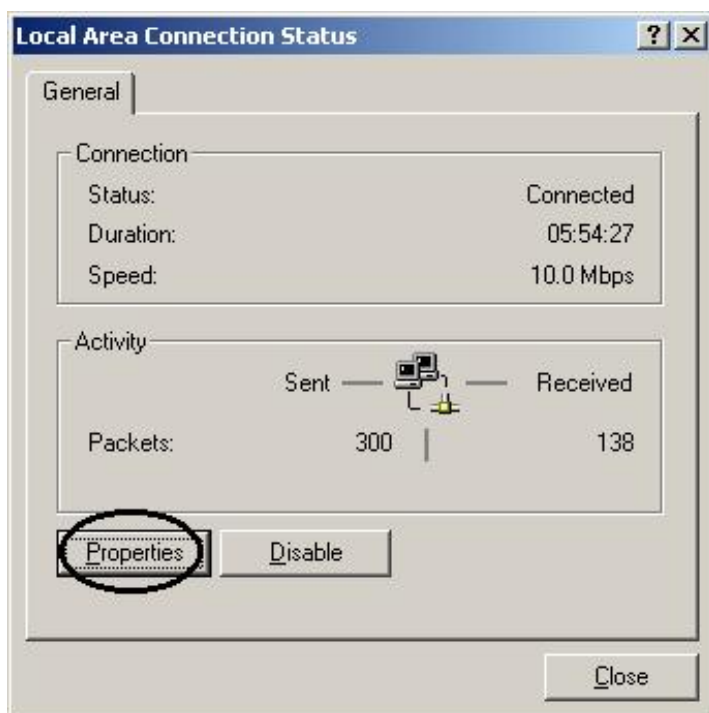 Local Area Connection Status
General
Connection
Status: Connected
Duration: 05:54:27
Speed: 10.0 Mbps
Activity
Sent Received
Packets: 300 138
Properties Disable
Close